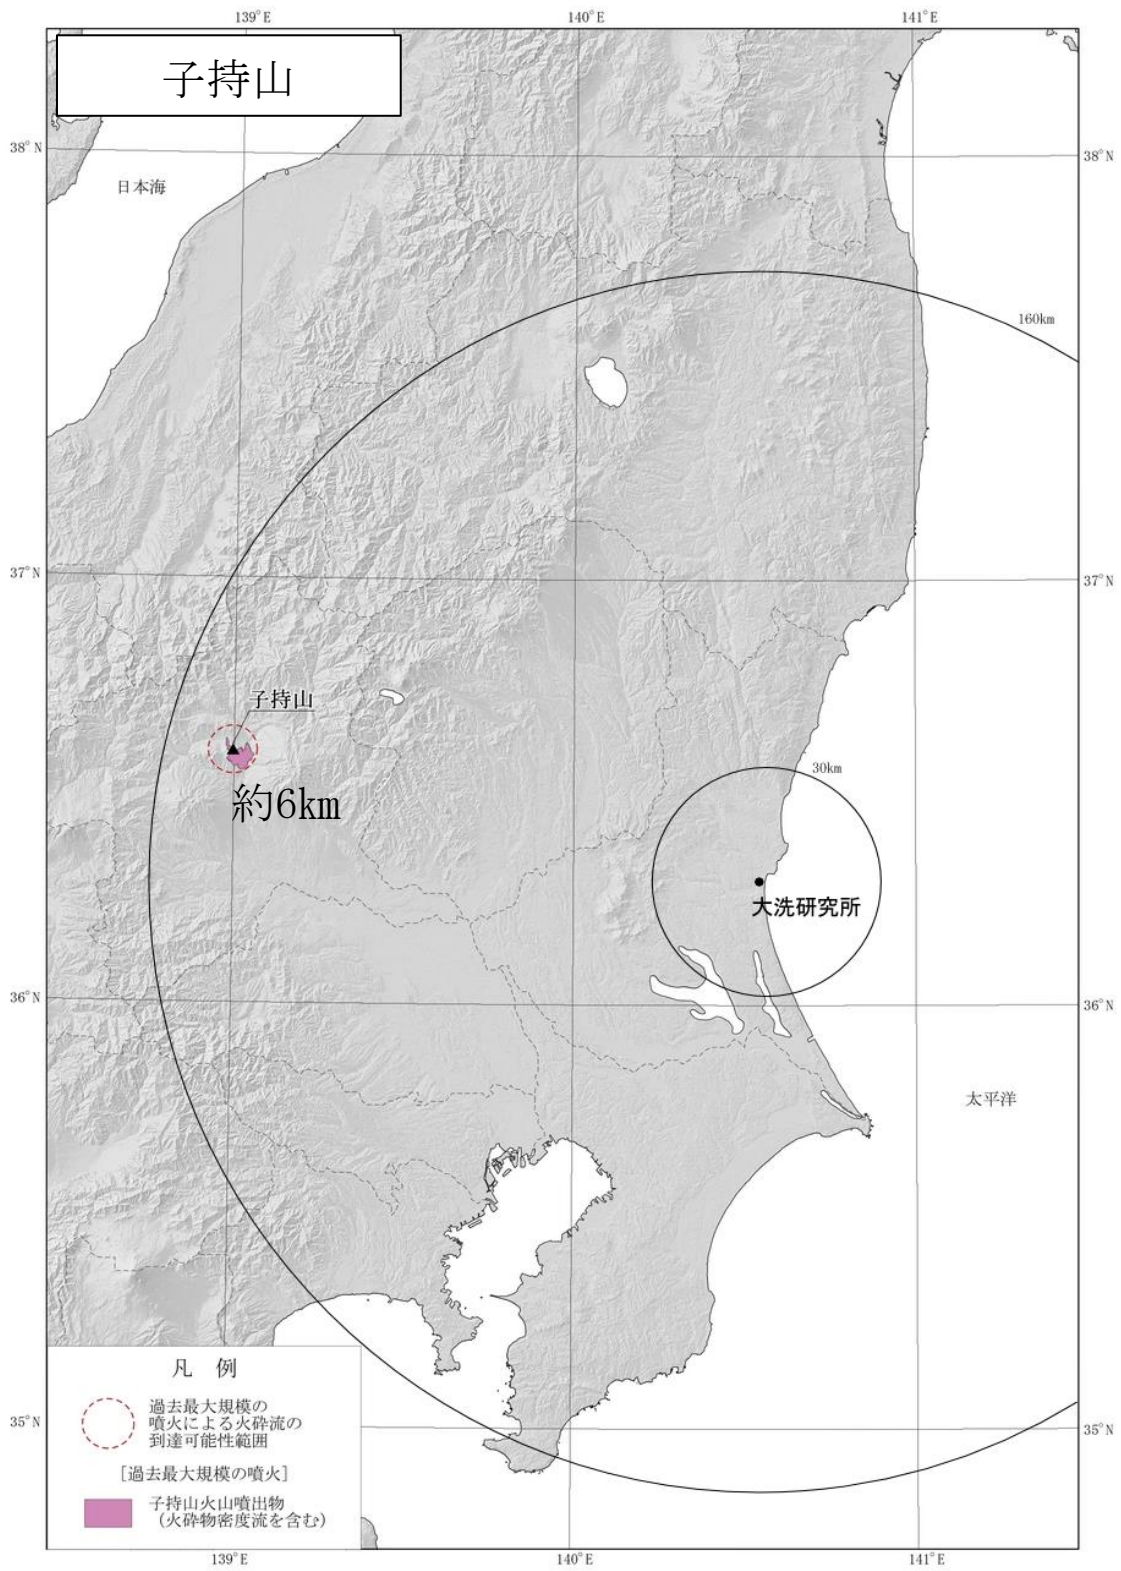 139°E
140°E
141°E
子持山
38°N
38°N
日本海
160km
37°N
37°N
子持山
約6km
30km
大洗研究所
36°N
36°N
太平洋
凡 例
過去最大規模の
噴火による火砕流の
到達可能性範囲
[過去最大規模の噴火]
子持山火山噴出物
(火砕物密度流を含む)
35°N
35°N
139°E
140°E
141°E